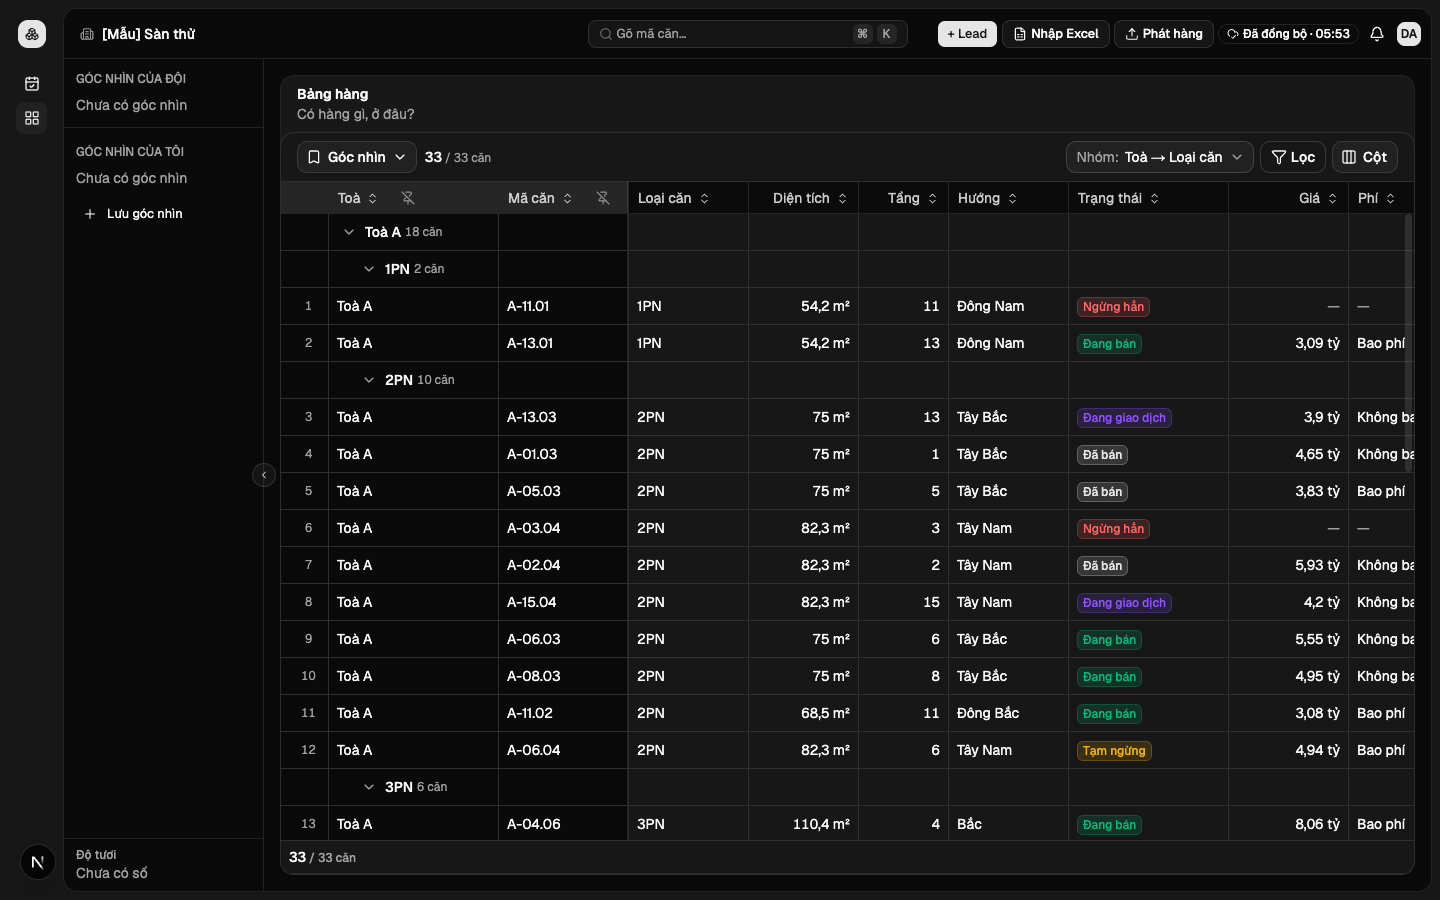 [Mẫu] Sàn thử
Gõ mã căn...
⌘ K
+ Lead
Nhập Excel
Phát hàng
Đã đồng bộ · 05:53
DA
GÓC NHÌN CỦA ĐỘI
Chưa có góc nhìn
GÓC NHÌN CỦA TÔI
Chưa có góc nhìn
+ Lưu góc nhìn
Độ tươi
Chưa có số
N
Bảng hàng
Có hàng gì, ở đâu?
Góc nhìn
33 / 33 căn
Nhóm: Toà → Loại căn
Lọc
Cột
Toà Mã căn Loại căn Diện tích Tầng Hướng Trạng thái Giá Phí
Toà A 18 căn
1PN 2 căn
1 Toà A A-11.01 1PN 54,2 m² 11 Đông Nam Ngừng hẳn — —
2 Toà A A-13.01 1PN 54,2 m² 13 Đông Nam Đang bán 3,09 tỷ Bao phí
2PN 10 căn
3 Toà A A-13.03 2PN 75 m² 13 Tây Bắc Đang giao dịch 3,9 tỷ Không ba
4 Toà A A-01.03 2PN 75 m² 1 Tây Bắc Đã bán 4,65 tỷ Không ba
5 Toà A A-05.03 2PN 75 m² 5 Tây Bắc Đã bán 3,83 tỷ Bao phí
6 Toà A A-03.04 2PN 82,3 m² 3 Tây Nam Ngừng hẳn — —
7 Toà A A-02.04 2PN 82,3 m² 2 Tây Nam Đã bán 5,93 tỷ Không ba
8 Toà A A-15.04 2PN 82,3 m² 15 Tây Nam Đang giao dịch 4,2 tỷ Không ba
9 Toà A A-06.03 2PN 75 m² 6 Tây Bắc Đang bán 5,55 tỷ Không ba
10 Toà A A-08.03 2PN 75 m² 8 Tây Bắc Đang bán 4,95 tỷ Không ba
11 Toà A A-11.02 2PN 68,5 m² 11 Đông Bắc Đang bán 3,08 tỷ Bao phí
12 Toà A A-06.04 2PN 82,3 m² 6 Tây Nam Tạm ngừng 4,94 tỷ Bao phí
3PN 6 căn
13 Toà A A-04.06 3PN 110,4 m² 4 Bắc Đang bán 8,06 tỷ Bao phí
33 / 33 căn